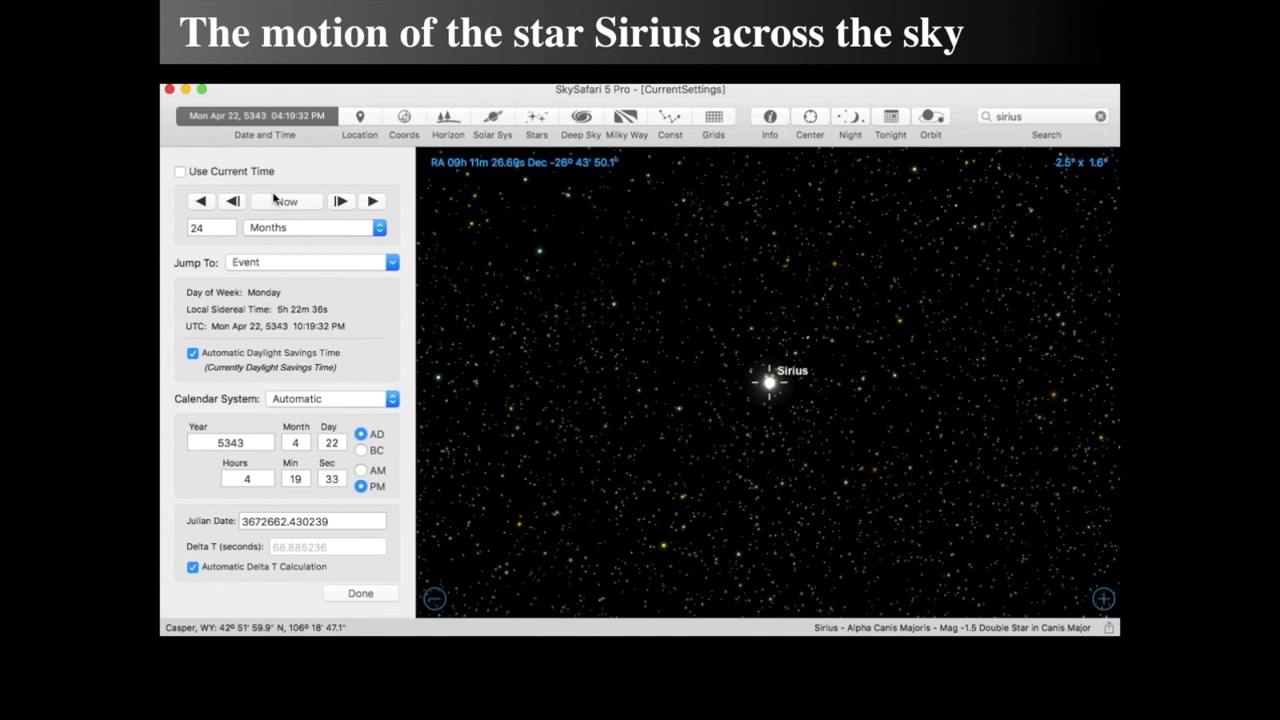 The motion of the star Sirius across the sky
SkySafari 5 Pro - [CurrentSettings]
Mon Apr 22, 5343 04:19:32 PM
sirius
Date and Time Location Coords Horizon Solar Sys Stars Deep Sky Milky Way Const Grids Info Center Night Tonight Orbit Search
RA 09h 11m 26.69s Dec -26º 43' 50.1" 2.5° x 1.6°
Use Current Time
Now
24 Months
Jump To: Event
Day of Week: Monday
Local Sidereal Time: 5h 22m 36s
UTC: Mon Apr 22, 5343 10:19:32 PM
Automatic Daylight Savings Time
(Currently Daylight Savings Time)
Calendar System: Automatic
Year Month Day
5343 4 22 AD
BC
Hours Min Sec
4 19 33 AM
PM
Julian Date: 3672662.430239
Delta T (seconds): 68.885236
Automatic Delta T Calculation
Done
Sirius
Casper, WY: 42º 51' 59.9" N, 106º 18' 47.1" Sirius - Alpha Canis Majoris - Mag -1.5 Double Star in Canis Major